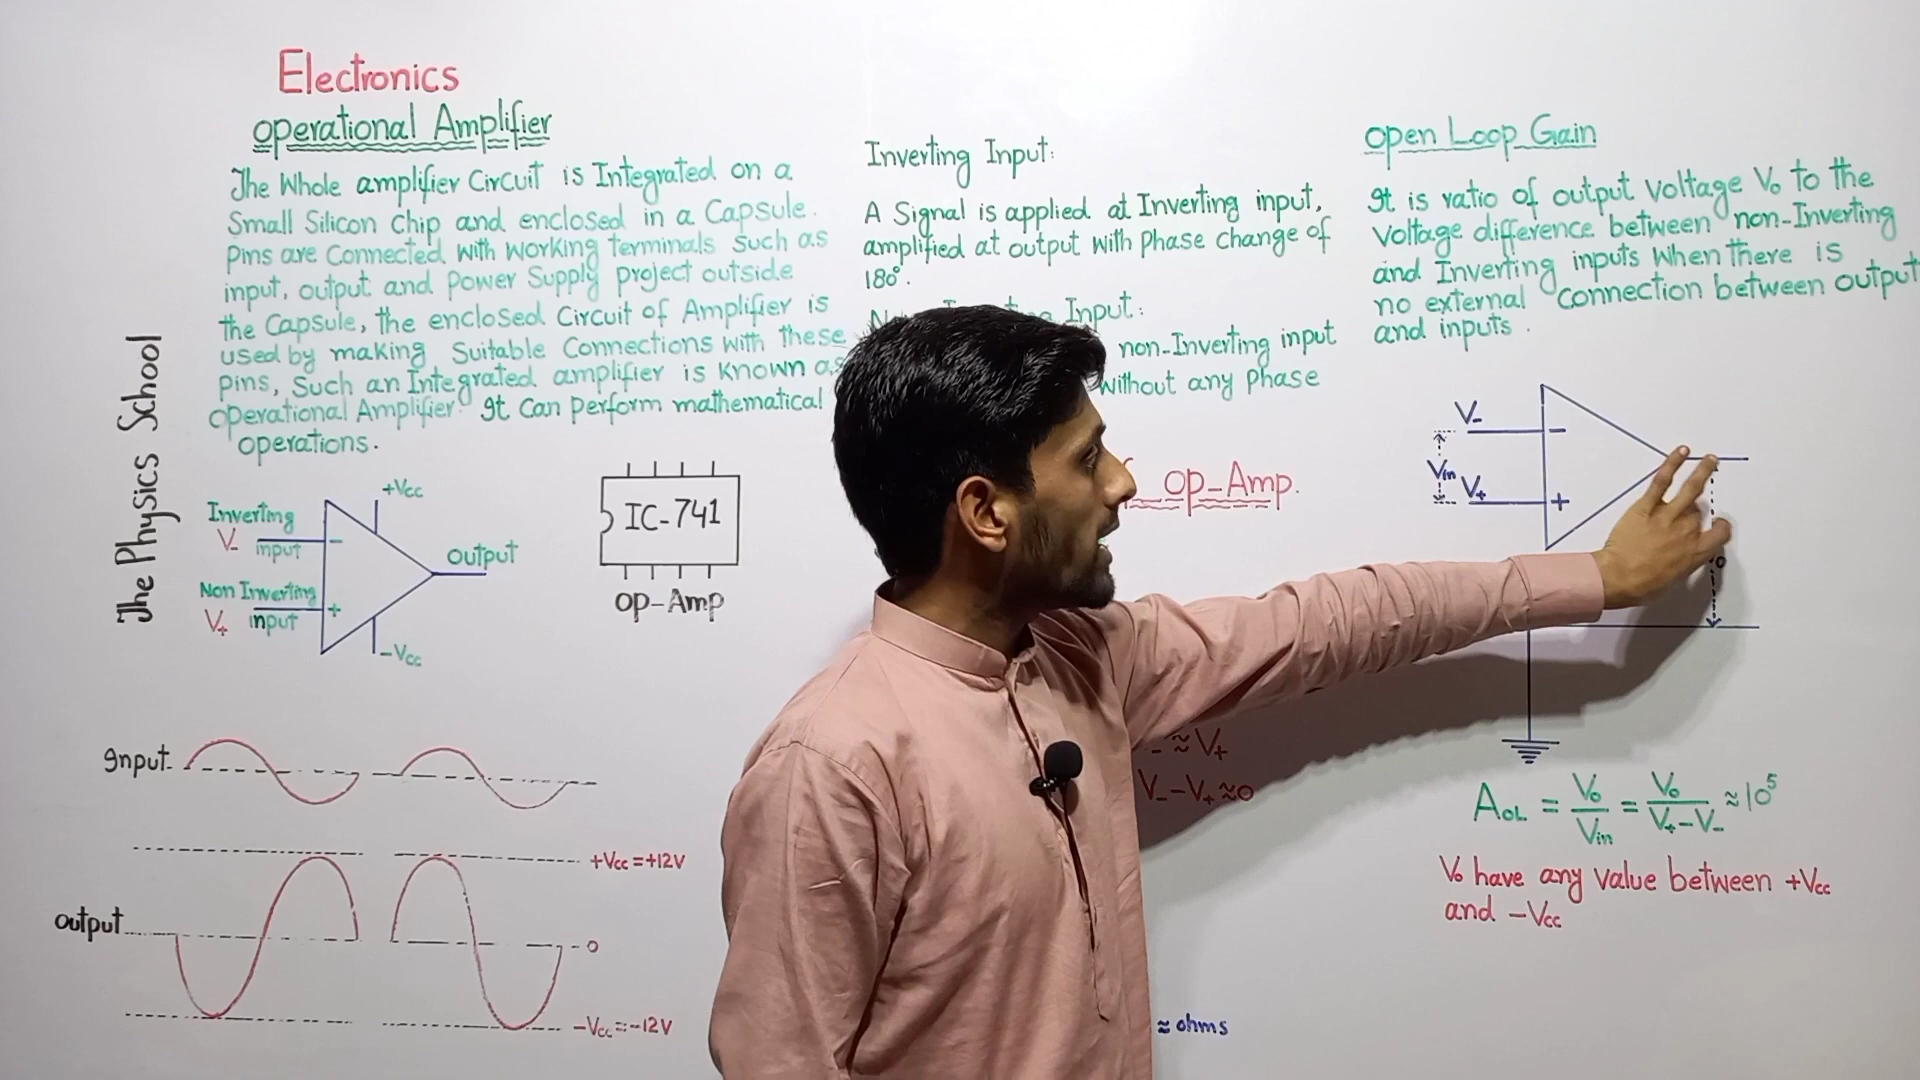 Electronics
Operational Amplifier
The Whole amplifier Circuit is Integrated on a
Small Silicon Chip and enclosed in a Capsule.
Pins are Connected with working terminals Such as
input, output and Power Supply project outside
the Capsule, the enclosed Circuit of Amplifier is
used by making Suitable Connections with these
pins, Such an Integrated amplifier is Known as
Operational Amplifier. It Can Perform mathematical
operations.
The Physics School
Inverting
V- input
Non Inverting
V+ input
+Vcc
output
-Vcc
IC-741
Op-Amp
Input
output
+Vcc=+12V
0
-Vcc=-12V
Inverting Input:
A Signal is applied at Inverting input,
amplified at output with Phase Change of
180°.
Input:
non-Inverting input
without any Phase
Op-Amp.
≈V+
V- - V+ ≈0
≈ ohms
Open Loop Gain
It is ratio of output Voltage Vo to the
Voltage difference between non-Inverting
and Inverting inputs When there is
no external Connection between output
and inputs.
V-
-
Vin
V+
+
AOL = Vo/Vin = Vo/V+-V- ≈10⁵
Vo have any Value between +Vcc
and -Vcc